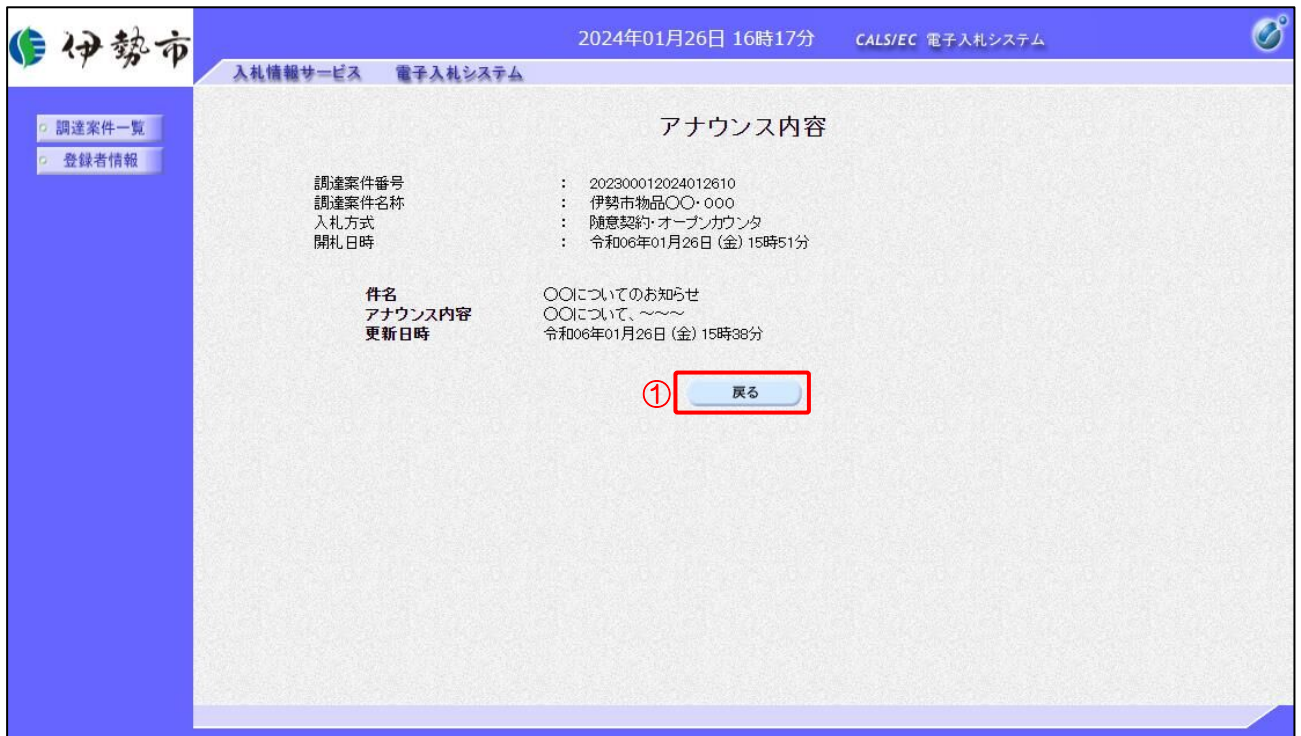 伊勢市
2024年01月26日 16時17分 CALS/EC 電子入札システム
入札情報サービス 電子入札システム
調達案件一覧
登録者情報
アナウンス内容
調達案件番号 : 202300012024012610
調達案件名称 : 伊勢市物品〇〇・000
入札方式 : 随意契約・オープンカウンタ
開札日時 : 令和06年01月26日(金)15時51分
件名 〇〇についてのお知らせ
アナウンス内容 〇〇について、～～～
更新日時 令和06年01月26日(金)15時38分
① 戻る